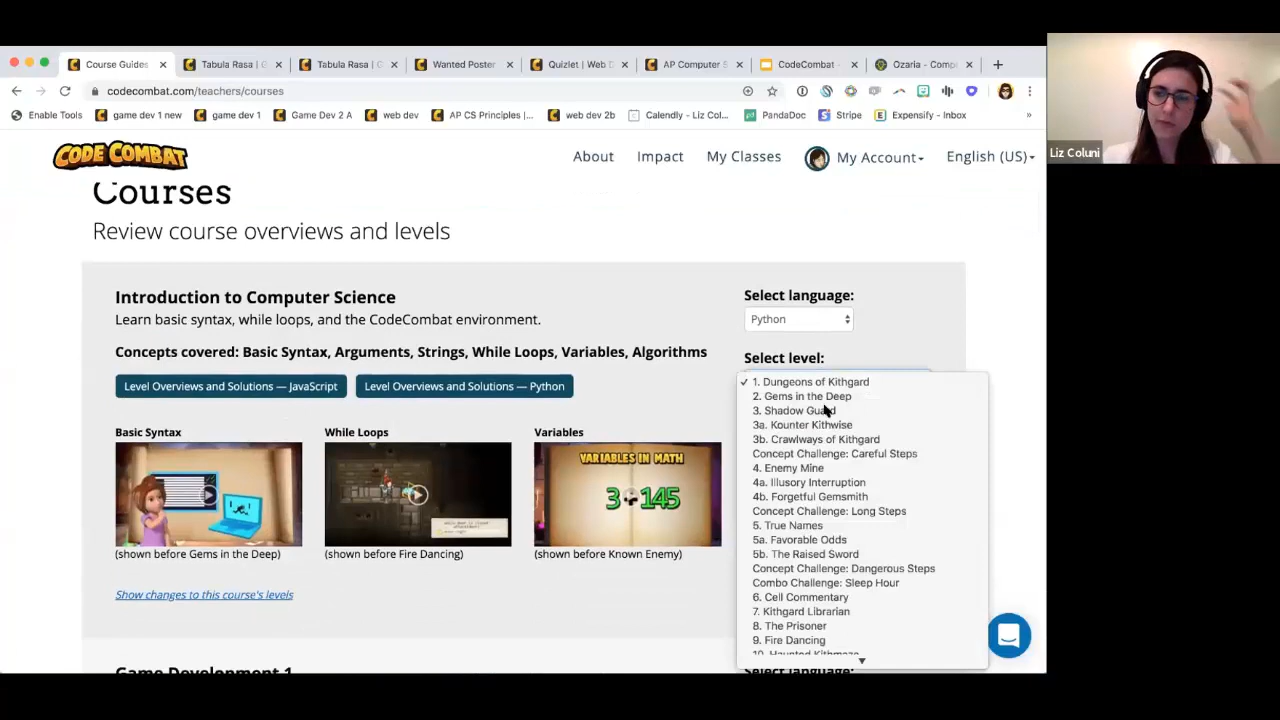 Course Guides
Tabula Rasa | G
Tabula Rasa | G
Wanted Poster
Quizlet | Web D
AP Computer S
CodeCombat -
Ozaria - Comp
codecombat.com/teachers/courses
Enable Tools
game dev 1 new
game dev 1
Game Dev 2 A
web dev
AP CS Principles |...
web dev 2b
Calendly - Liz Col...
PandaDoc
Stripe
Expensify - Inbox
»
Liz Coluni
CODE COMBAT
About
Impact
My Classes
My Account
English (US)
Courses
Review course overviews and levels
Introduction to Computer Science
Learn basic syntax, while loops, and the CodeCombat environment.
Concepts covered: Basic Syntax, Arguments, Strings, While Loops, Variables, Algorithms
Level Overviews and Solutions — JavaScript
Level Overviews and Solutions — Python
Basic Syntax
While Loops
Variables
VARIABLES IN MATH
3 145
(shown before Gems in the Deep)
(shown before Fire Dancing)
(shown before Known Enemy)
Show changes to this course's levels
Game Development 1
Select language:
Python
Select level:
✓ 1. Dungeons of Kithgard
2. Gems in the Deep
3. Shadow Guard
3a. Kounter Kithwise
3b. Crawlways of Kithgard
Concept Challenge: Careful Steps
4. Enemy Mine
4a. Illusory Interruption
4b. Forgetful Gemsmith
Concept Challenge: Long Steps
5. True Names
5a. Favorable Odds
5b. The Raised Sword
Concept Challenge: Dangerous Steps
Combo Challenge: Sleep Hour
6. Cell Commentary
7. Kithgard Librarian
8. The Prisoner
9. Fire Dancing
10. Haunted Kithmaze
Select language: